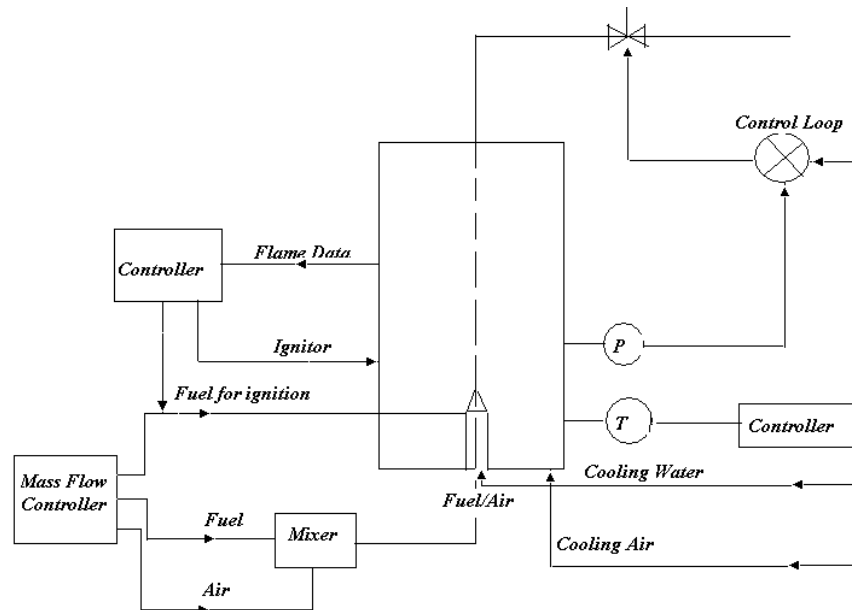 Control Loop
Flame Data
Controller
Ignitor
P
Fuel for ignition
T
Controller
Mass Flow
Controller
Cooling Water
Fuel/Air
Fuel
Mixer
Cooling Air
Air